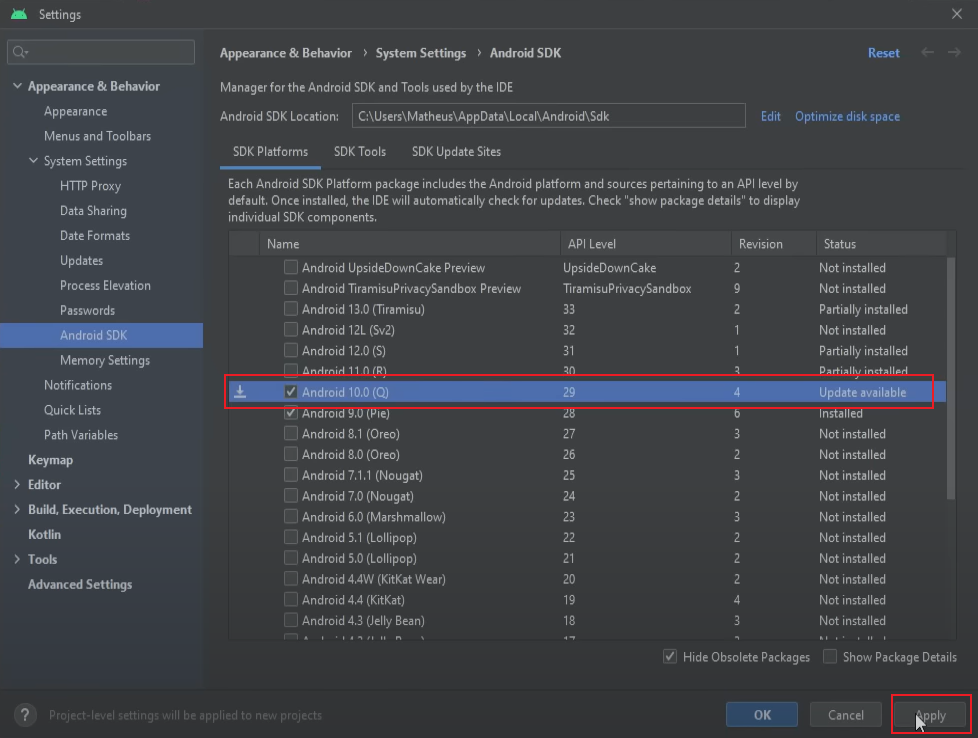 Settings
Appearance & Behavior
Appearance
Menus and Toolbars
System Settings
HTTP Proxy
Data Sharing
Date Formats
Updates
Process Elevation
Passwords
Android SDK
Memory Settings
Notifications
Quick Lists
Path Variables
Keymap
Editor
Build, Execution, Deployment
Kotlin
Tools
Advanced Settings
Appearance & Behavior › System Settings › Android SDK Reset
Manager for the Android SDK and Tools used by the IDE
Android SDK Location: C:\Users\Matheus\AppData\Local\Android\Sdk Edit Optimize disk space
SDK Platforms SDK Tools SDK Update Sites
Each Android SDK Platform package includes the Android platform and sources pertaining to an API level by
default. Once installed, the IDE will automatically check for updates. Check "show package details" to display
individual SDK components.
Name API Level Revision Status
Android UpsideDownCake Preview UpsideDownCake 2 Not installed
Android TiramisuPrivacySandbox Preview TiramisuPrivacySandbox 9 Not installed
Android 13.0 (Tiramisu) 33 2 Partially installed
Android 12L (Sv2) 32 1 Not installed
Android 12.0 (S) 31 1 Partially installed
Android 11.0 (R) 30 3 Partially installed
Android 10.0 (Q) 29 4 Update available
Android 9.0 (Pie) 28 6 Installed
Android 8.1 (Oreo) 27 3 Not installed
Android 8.0 (Oreo) 26 2 Not installed
Android 7.1.1 (Nougat) 25 3 Not installed
Android 7.0 (Nougat) 24 2 Not installed
Android 6.0 (Marshmallow) 23 3 Not installed
Android 5.1 (Lollipop) 22 2 Not installed
Android 5.0 (Lollipop) 21 2 Not installed
Android 4.4W (KitKat Wear) 20 2 Not installed
Android 4.4 (KitKat) 19 4 Not installed
Android 4.3 (Jelly Bean) 18 3 Not installed
Hide Obsolete Packages Show Package Details
? Project-level settings will be applied to new projects
OK Cancel Apply